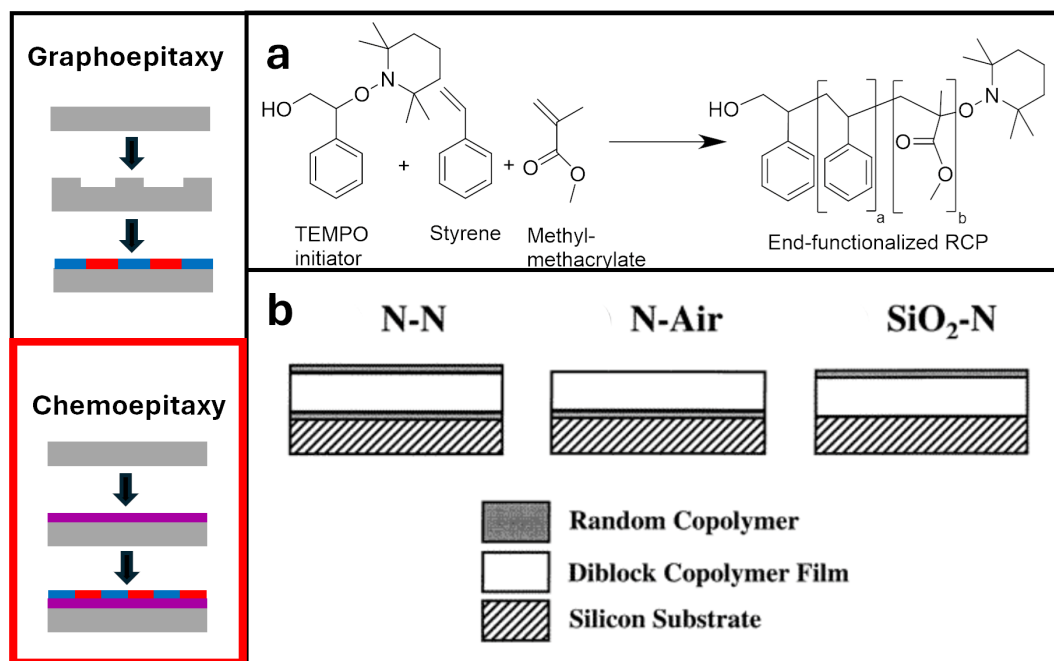 Graphoepitaxy
Chemoepitaxy
a
HO
O
N
+
+
O
O
TEMPO
initiator
Styrene
Methyl-
methacrylate
HO
a
O
O
b
O
N
End-functionalized RCP
b
N-N
N-Air
SiO₂-N
Random Copolymer
Diblock Copolymer Film
Silicon Substrate